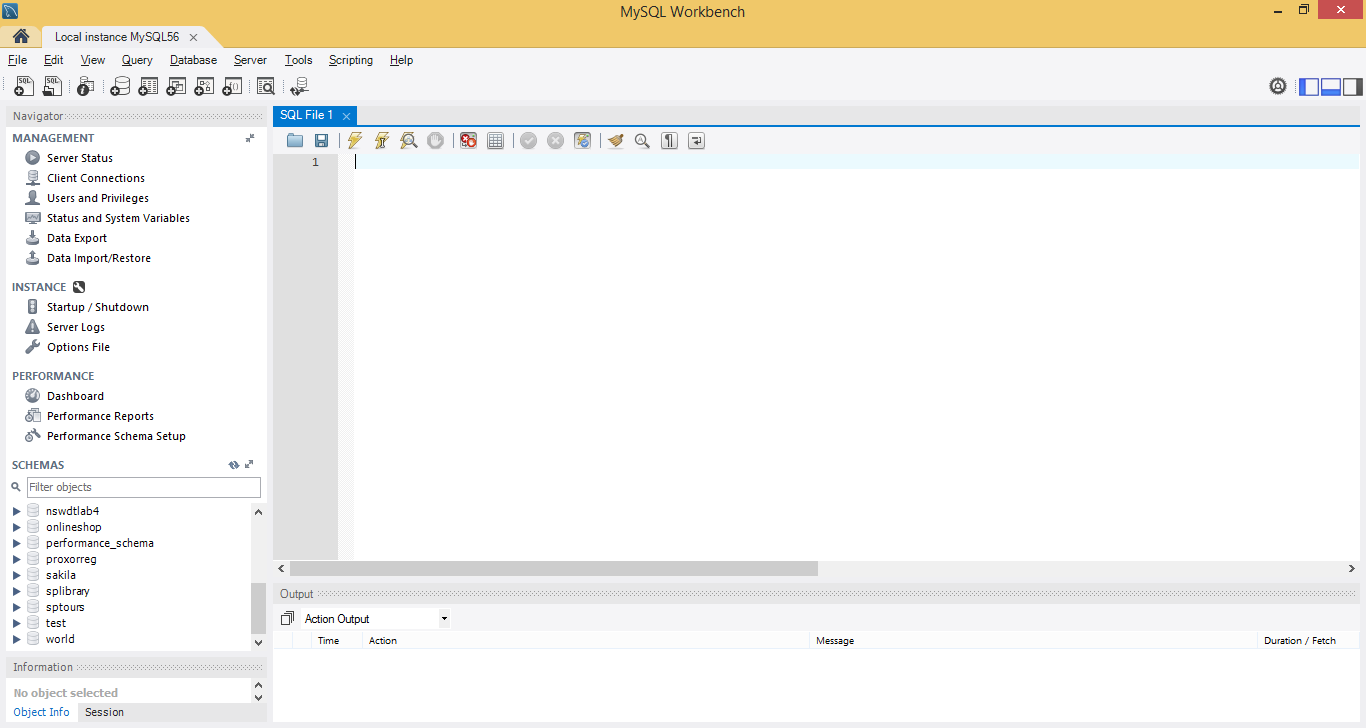 MySQL Workbench
Local instance MySQL56
File Edit View Query Database Server Tools Scripting Help
SQL SQL
Navigator
MANAGEMENT
Server Status
Client Connections
Users and Privileges
Status and System Variables
Data Export
Data Import/Restore
INSTANCE
Startup / Shutdown
Server Logs
Options File
PERFORMANCE
Dashboard
Performance Reports
Performance Schema Setup
SCHEMAS
Filter objects
nswdtlab4
onlineshop
performance_schema
proxorreg
sakila
splibrary
sptours
test
world
Information
No object selected
Object Info Session
SQL File 1
1
Output
Action Output
Time Action Message Duration / Fetch